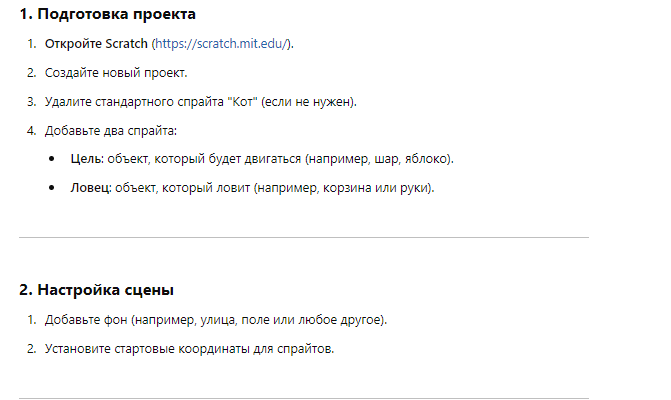 1. Подготовка проекта
1. Откройте Scratch (https://scratch.mit.edu/).
2. Создайте новый проект.
3. Удалите стандартного спрайта "Кот" (если не нужен).
4. Добавьте два спрайта:
• Цель: объект, который будет двигаться (например, шар, яблоко).
• Ловец: объект, который ловит (например, корзина или руки).
2. Настройка сцены
1. Добавьте фон (например, улица, поле или любое другое).
2. Установите стартовые координаты для спрайтов.